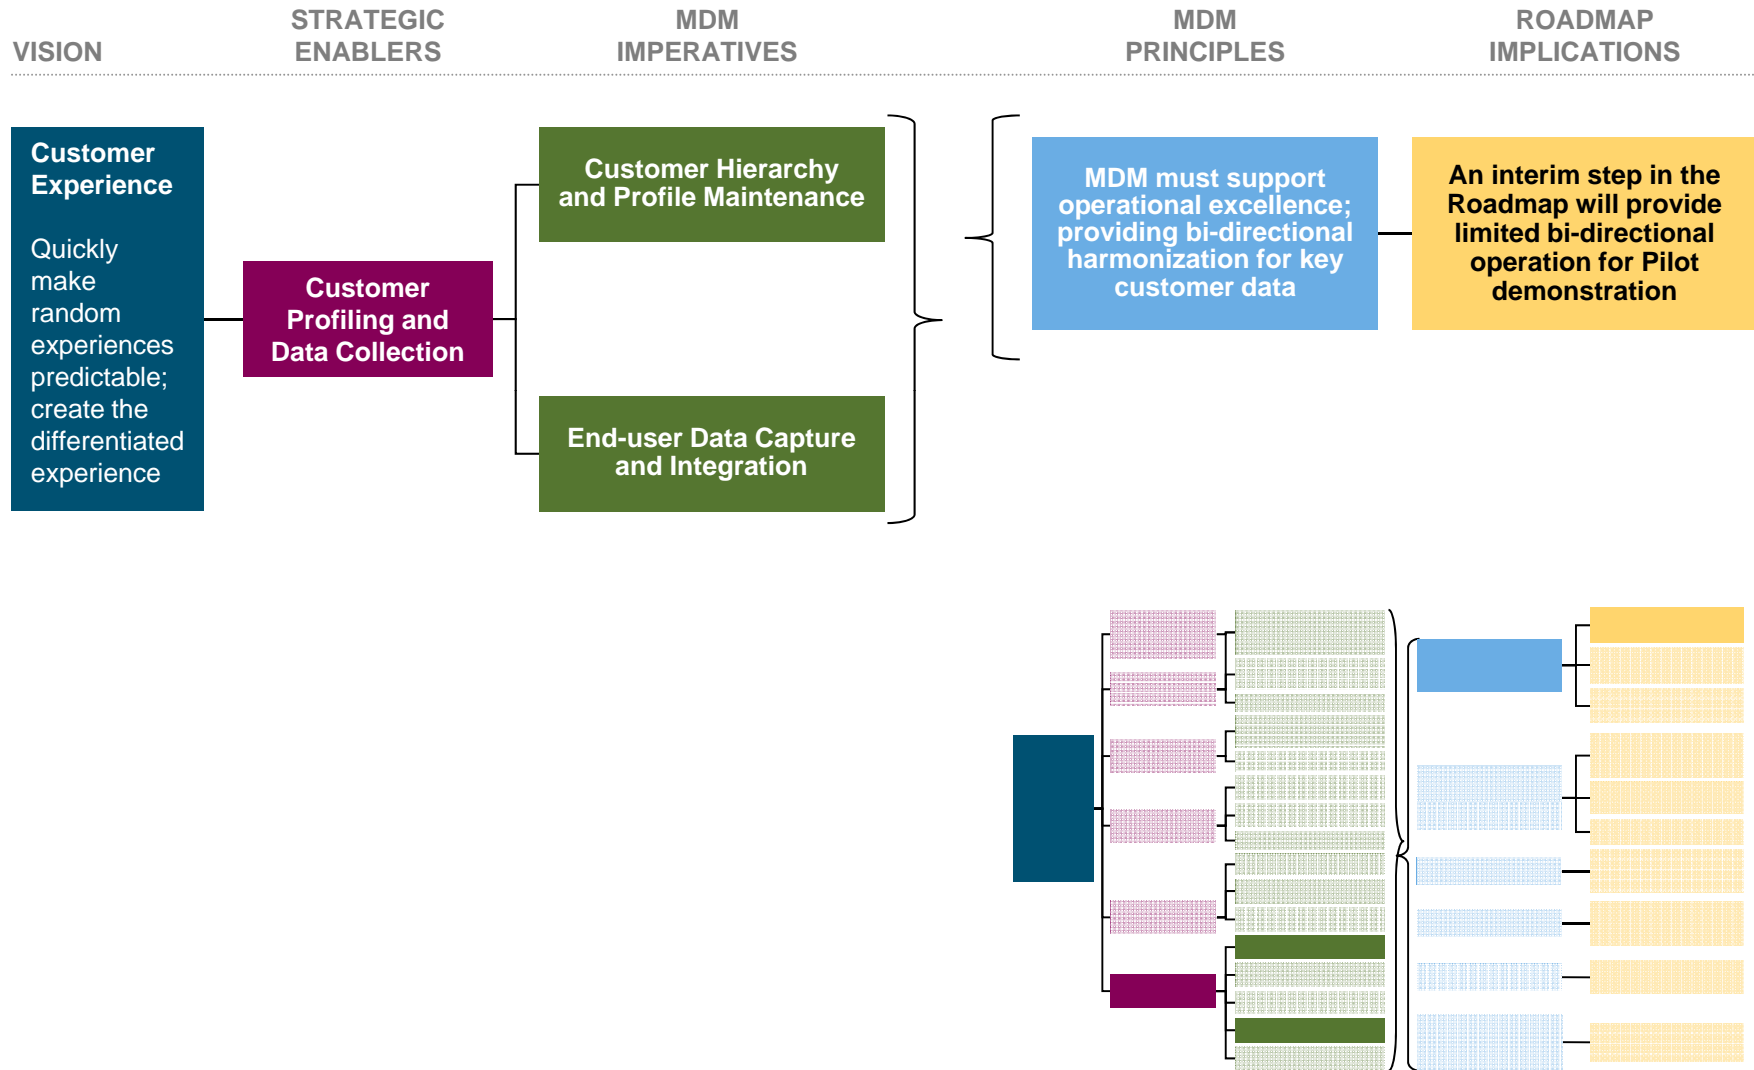 VISION
STRATEGIC
ENABLERS
MDM
IMPERATIVES
MDM
PRINCIPLES
ROADMAP
IMPLICATIONS
Customer
Experience
Quickly
make
random
experiences
predictable;
create the
differentiated
experience
Customer
Profiling and
Data Collection
Customer Hierarchy
and Profile Maintenance
End-user Data Capture
and Integration
MDM must support
operational excellence;
providing bi-directional
harmonization for key
customer data
An interim step in the
Roadmap will provide
limited bi-directional
operation for Pilot
demonstration